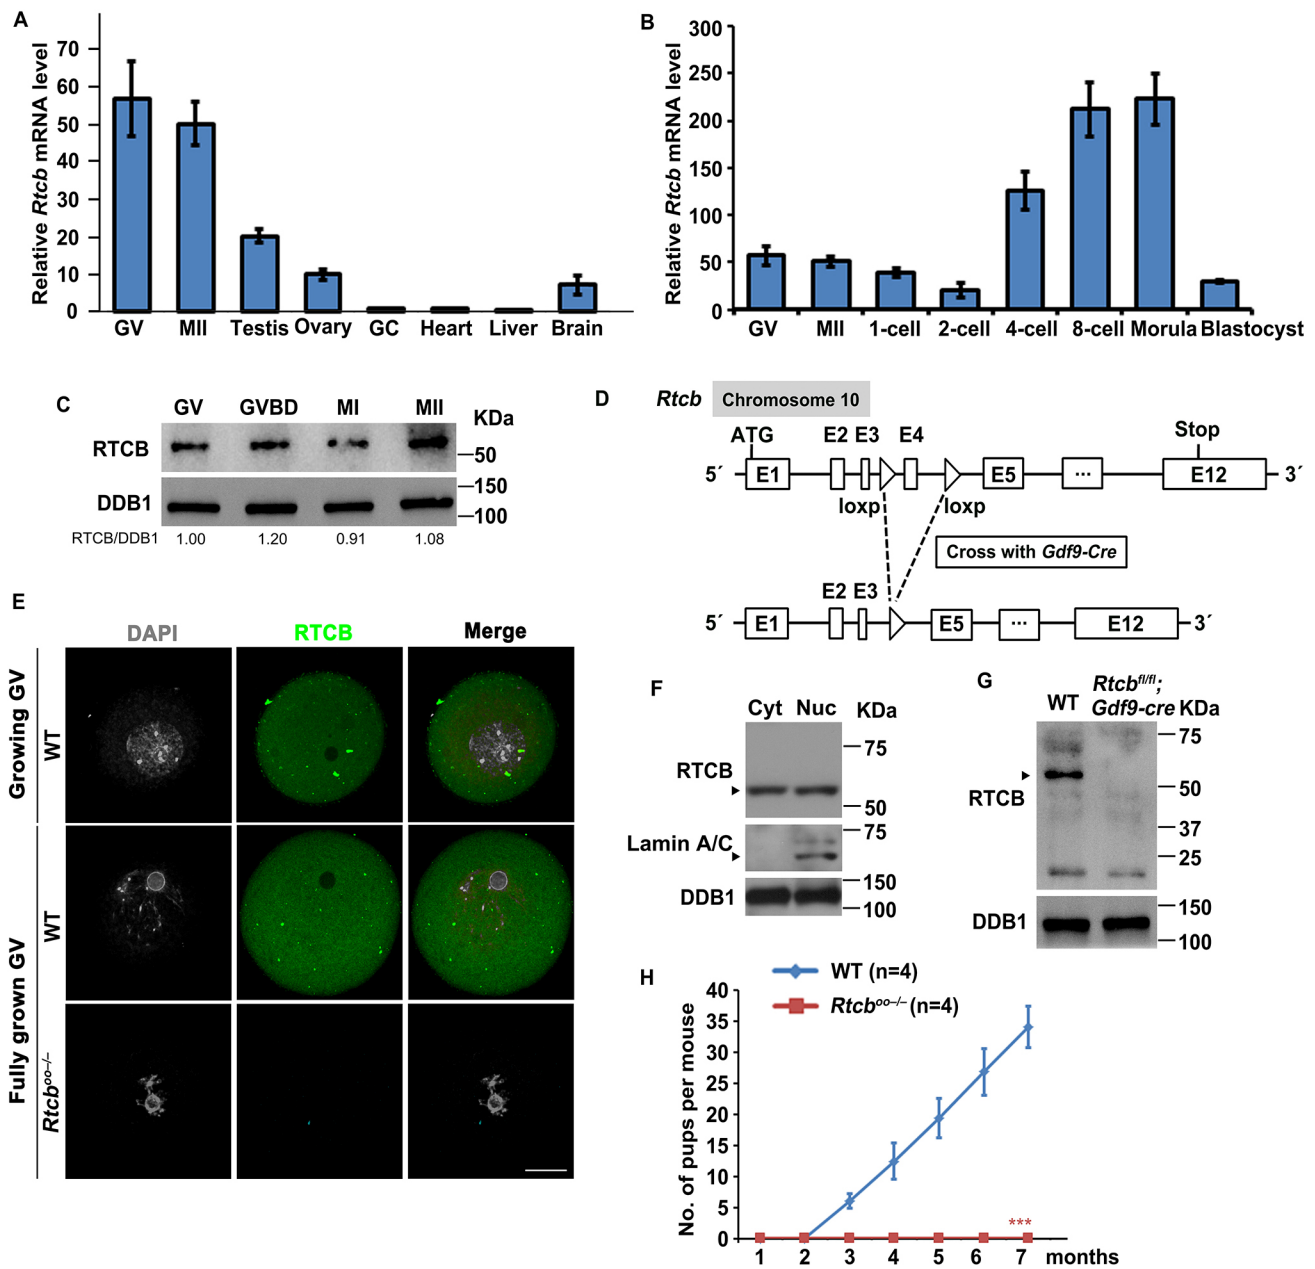 A
Relative Rtcb mRNA level
70
60
50
40
30
20
10
0
GV MII Testis Ovary GC Heart Liver Brain
B
Relative Rtcb mRNA level
300
250
200
150
100
50
0
GV MII 1-cell 2-cell 4-cell 8-cell Morula Blastocyst
C
GV GVBD MI MII
KDa
RTCB
50
DDB1
150
100
RTCB/DDB1 1.00 1.20 0.91 1.08
D
Rtcb Chromosome 10
ATG E2 E3 E4 Stop
5´ E1 E5 ... E12 3´
loxp loxp
Cross with Gdf9-Cre
E2 E3
5´ E1 E5 ... E12 3´
E
DAPI RTCB Merge
Growing GV
WT
Fully grown GV
WT
Rtcb^oo–/–
F
Cyt Nuc KDa
75
RTCB
50
75
Lamin A/C
150
DDB1
100
G
WT Rtcb^fl/fl;
Gdf9-cre KDa
75
50
RTCB
37
25
150
DDB1
100
H
WT (n=4)
Rtcb^oo–/– (n=4)
No. of pups per mouse
40
35
30
25
20
15
10
5
0
***
1 2 3 4 5 6 7 months